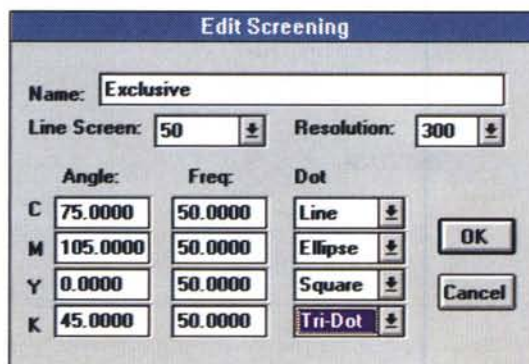 Edit Screening
Name: Exclusive
Line Screen: 50 Resolution: 300
Angle: Freq: Dot
C 75.0000 50.0000 Line
M 105.0000 50.0000 Ellipse
OK
Y 0.0000 50.0000 Square
Cancel
K 45.0000 50.0000 Tri-Dot